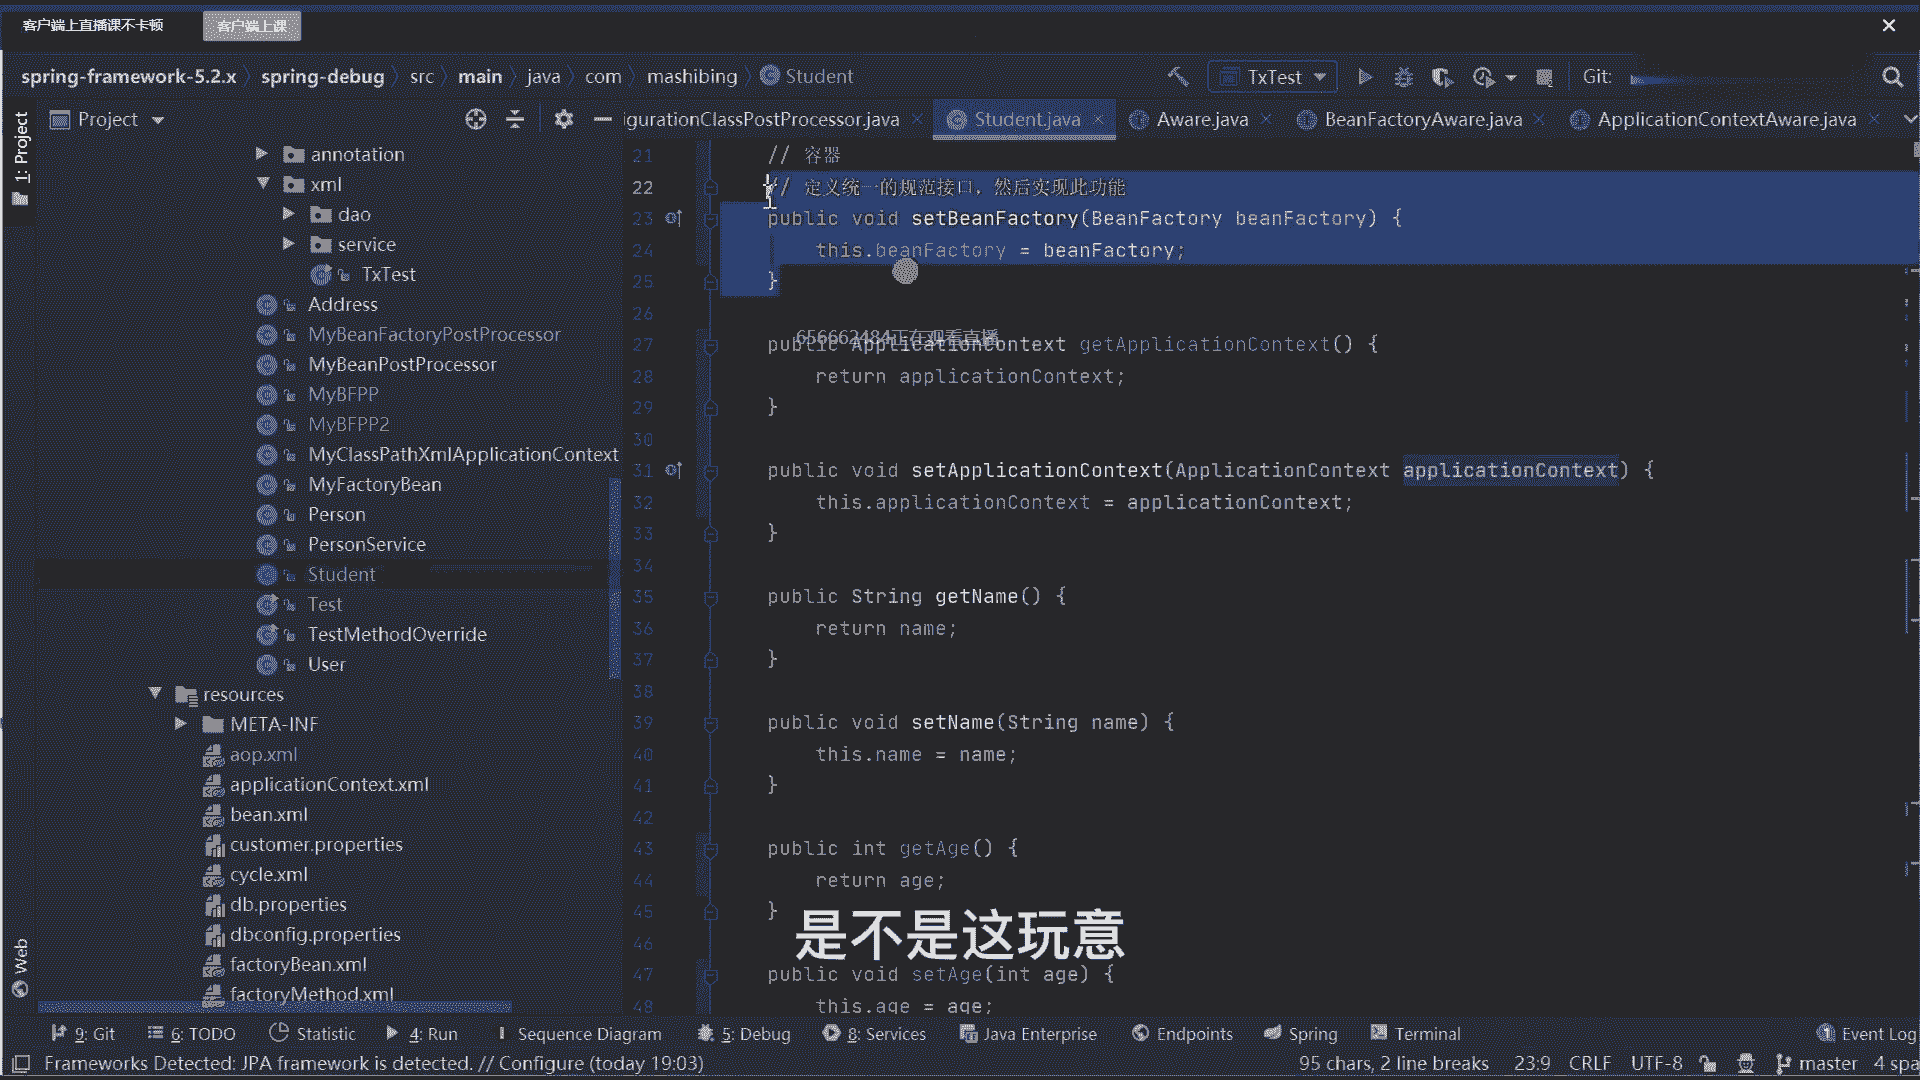 客户端上直播课不卡顿 客户端上课
spring-framework-5.2.x spring-debug src main java com mashibing Student TxTest Git:
1: Project
Project
igurationClassPostProcessor.java Student.java Aware.java BeanFactoryAware.java ApplicationContextAware.java
annotation
xml
dao
service
TxTest
Address
MyBeanFactoryPostProcessor
MyBeanPostProcessor
MyBFPP
MyBFPP2
MyClassPathXmlApplicationContext
MyFactoryBean
Person
PersonService
Student
Test
TestMethodOverride
User
resources
META-INF
aop.xml
applicationContext.xml
bean.xml
customer.properties
cycle.xml
db.properties
dbconfig.properties
factoryBean.xml
factoryMethod.xml
Web
21 // 容器
22 // 定义统一的规范接口，然后实现此功能
23 public void setBeanFactory(BeanFactory beanFactory) {
24 this.beanFactory = beanFactory;
25 }
26
656662484正在观看直播
27 public ApplicationContext getApplicationContext() {
28 return applicationContext;
29 }
30
31 public void setApplicationContext(ApplicationContext applicationContext) {
32 this.applicationContext = applicationContext;
33 }
34
35 public String getName() {
36 return name;
37 }
38
39 public void setName(String name) {
40 this.name = name;
41 }
42
43 public int getAge() {
44 return age;
45 }
46
是不是这玩意
47 public void setAge(int age) {
48 this.age = age;
9: Git 6: TODO Statistic 4: Run Sequence Diagram 5: Debug 8: Services Java Enterprise Endpoints Spring Terminal 1 Event Log
Frameworks Detected: JPA framework is detected. // Configure (today 19:03) 95 chars, 2 line breaks 23:9 CRLF UTF-8 master 4 spa